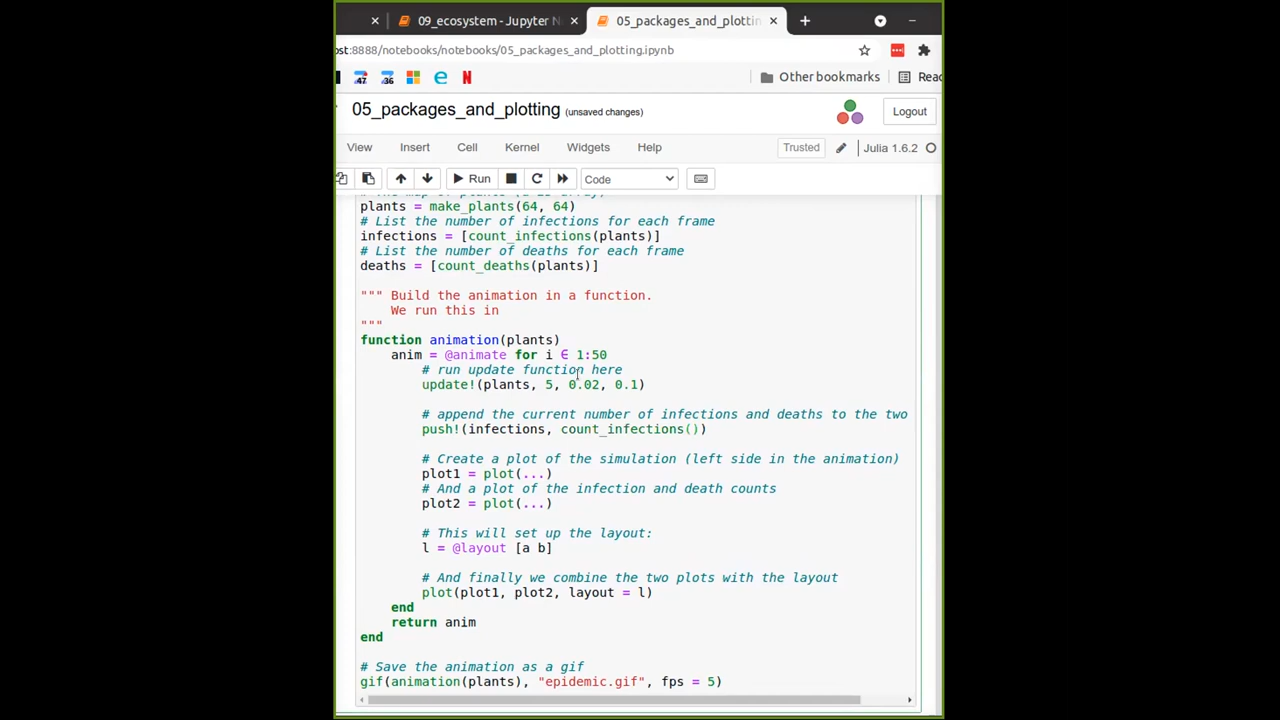 09_ecosystem - Jupyter N
05_packages_and_plottin
ost:8888/notebooks/notebooks/05_packages_and_plotting.ipynb
47
36
N
Other bookmarks
Read
05_packages_and_plotting (unsaved changes)
Logout
View Insert Cell Kernel Widgets Help
Trusted
Julia 1.6.2
Run
Code
plants = make_plants(64, 64)
# List the number of infections for each frame
infections = [count_infections(plants)]
# List the number of deaths for each frame
deaths = [count_deaths(plants)]
""" Build the animation in a function.
We run this in
"""
function animation(plants)
anim = @animate for i ∈ 1:50
# run update function here
update!(plants, 5, 0.02, 0.1)
# append the current number of infections and deaths to the two
push!(infections, count_infections())
# Create a plot of the simulation (left side in the animation)
plot1 = plot(...)
# And a plot of the infection and death counts
plot2 = plot(...)
# This will set up the layout:
l = @layout [a b]
# And finally we combine the two plots with the layout
plot(plot1, plot2, layout = l)
end
return anim
end
# Save the animation as a gif
gif(animation(plants), "epidemic.gif", fps = 5)